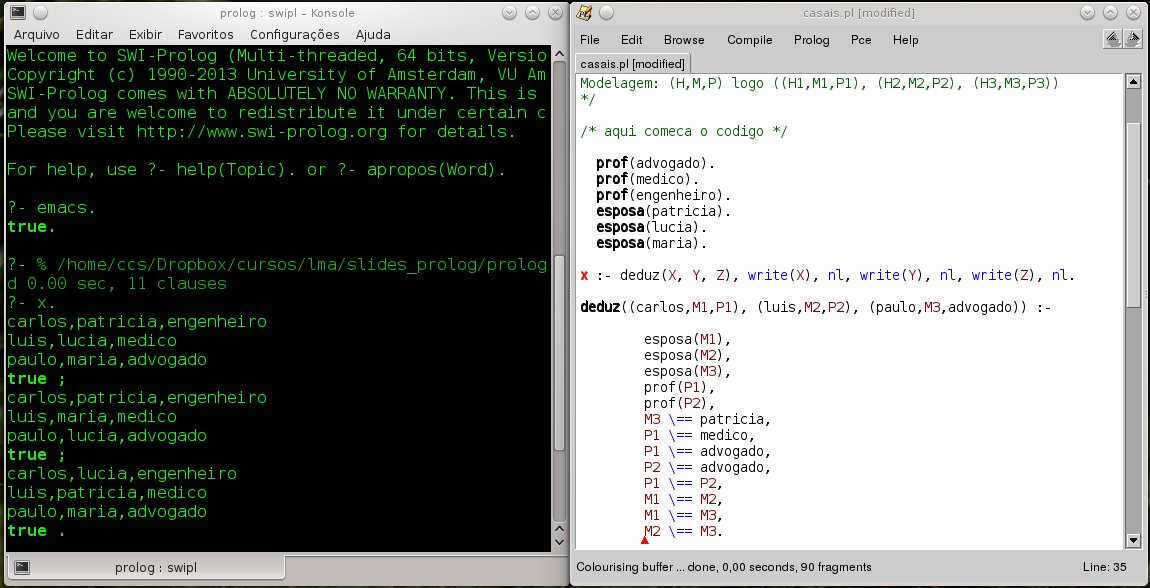 prolog : swipl – Konsole
Arquivo Editar Exibir Favoritos Configurações Ajuda
Welcome to SWI-Prolog (Multi-threaded, 64 bits, Versio
Copyright (c) 1990-2013 University of Amsterdam, VU Am
SWI-Prolog comes with ABSOLUTELY NO WARRANTY. This is
and you are welcome to redistribute it under certain c
Please visit http://www.swi-prolog.org for details.
For help, use ?- help(Topic). or ?- apropos(Word).
?- emacs.
true.
?- % /home/ccs/Dropbox/cursos/lma/slides_prolog/prolog
d 0.00 sec, 11 clauses
?- x.
carlos,patricia,engenheiro
luis,lucia,medico
paulo,maria,advogado
true ;
carlos,patricia,engenheiro
luis,maria,medico
paulo,lucia,advogado
true ;
carlos,lucia,engenheiro
luis,patricia,medico
paulo,maria,advogado
true .
prolog : swipl
casais.pl [modified]
File Edit Browse Compile Prolog Pce Help
casais.pl [modified]
Modelagem: (H,M,P) logo ((H1,M1,P1), (H2,M2,P2), (H3,M3,P3))
*/
/* aqui comeca o codigo */
prof(advogado).
prof(medico).
prof(engenheiro).
esposa(patricia).
esposa(lucia).
esposa(maria).
x :- deduz(X, Y, Z), write(X), nl, write(Y), nl, write(Z), nl.
deduz((carlos,M1,P1), (luis,M2,P2), (paulo,M3,advogado)) :-
esposa(M1),
esposa(M2),
esposa(M3),
prof(P1),
prof(P2),
M3 \== patricia,
P1 \== medico,
P1 \== advogado,
P2 \== advogado,
P1 \== P2,
M1 \== M2,
M1 \== M3,
M2 \== M3.
Colourising buffer ... done, 0,00 seconds, 90 fragments
Line: 35